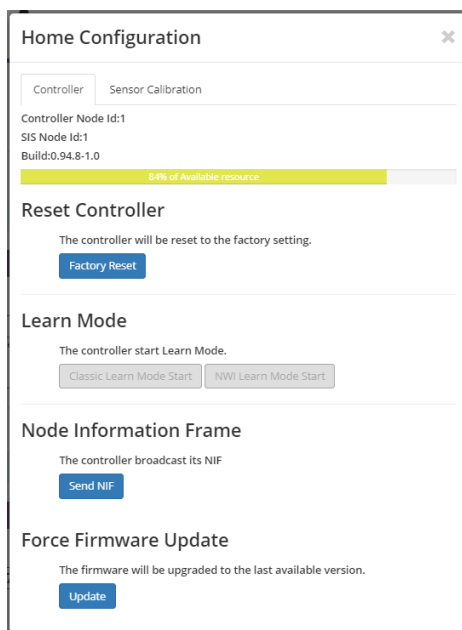 Home Configuration
×
Controller
Sensor Calibration
Controller Node Id:1
SIS Node Id:1
Build:0.94.8-1.0
84% of Available resource
Reset Controller
The controller will be reset to the factory setting.
Factory Reset
Learn Mode
The controller start Learn Mode.
Classic Learn Mode Start
NWI Learn Mode Start
Node Information Frame
The controller broadcast its NIF
Send NIF
Force Firmware Update
The firmware will be upgraded to the last available version.
Update